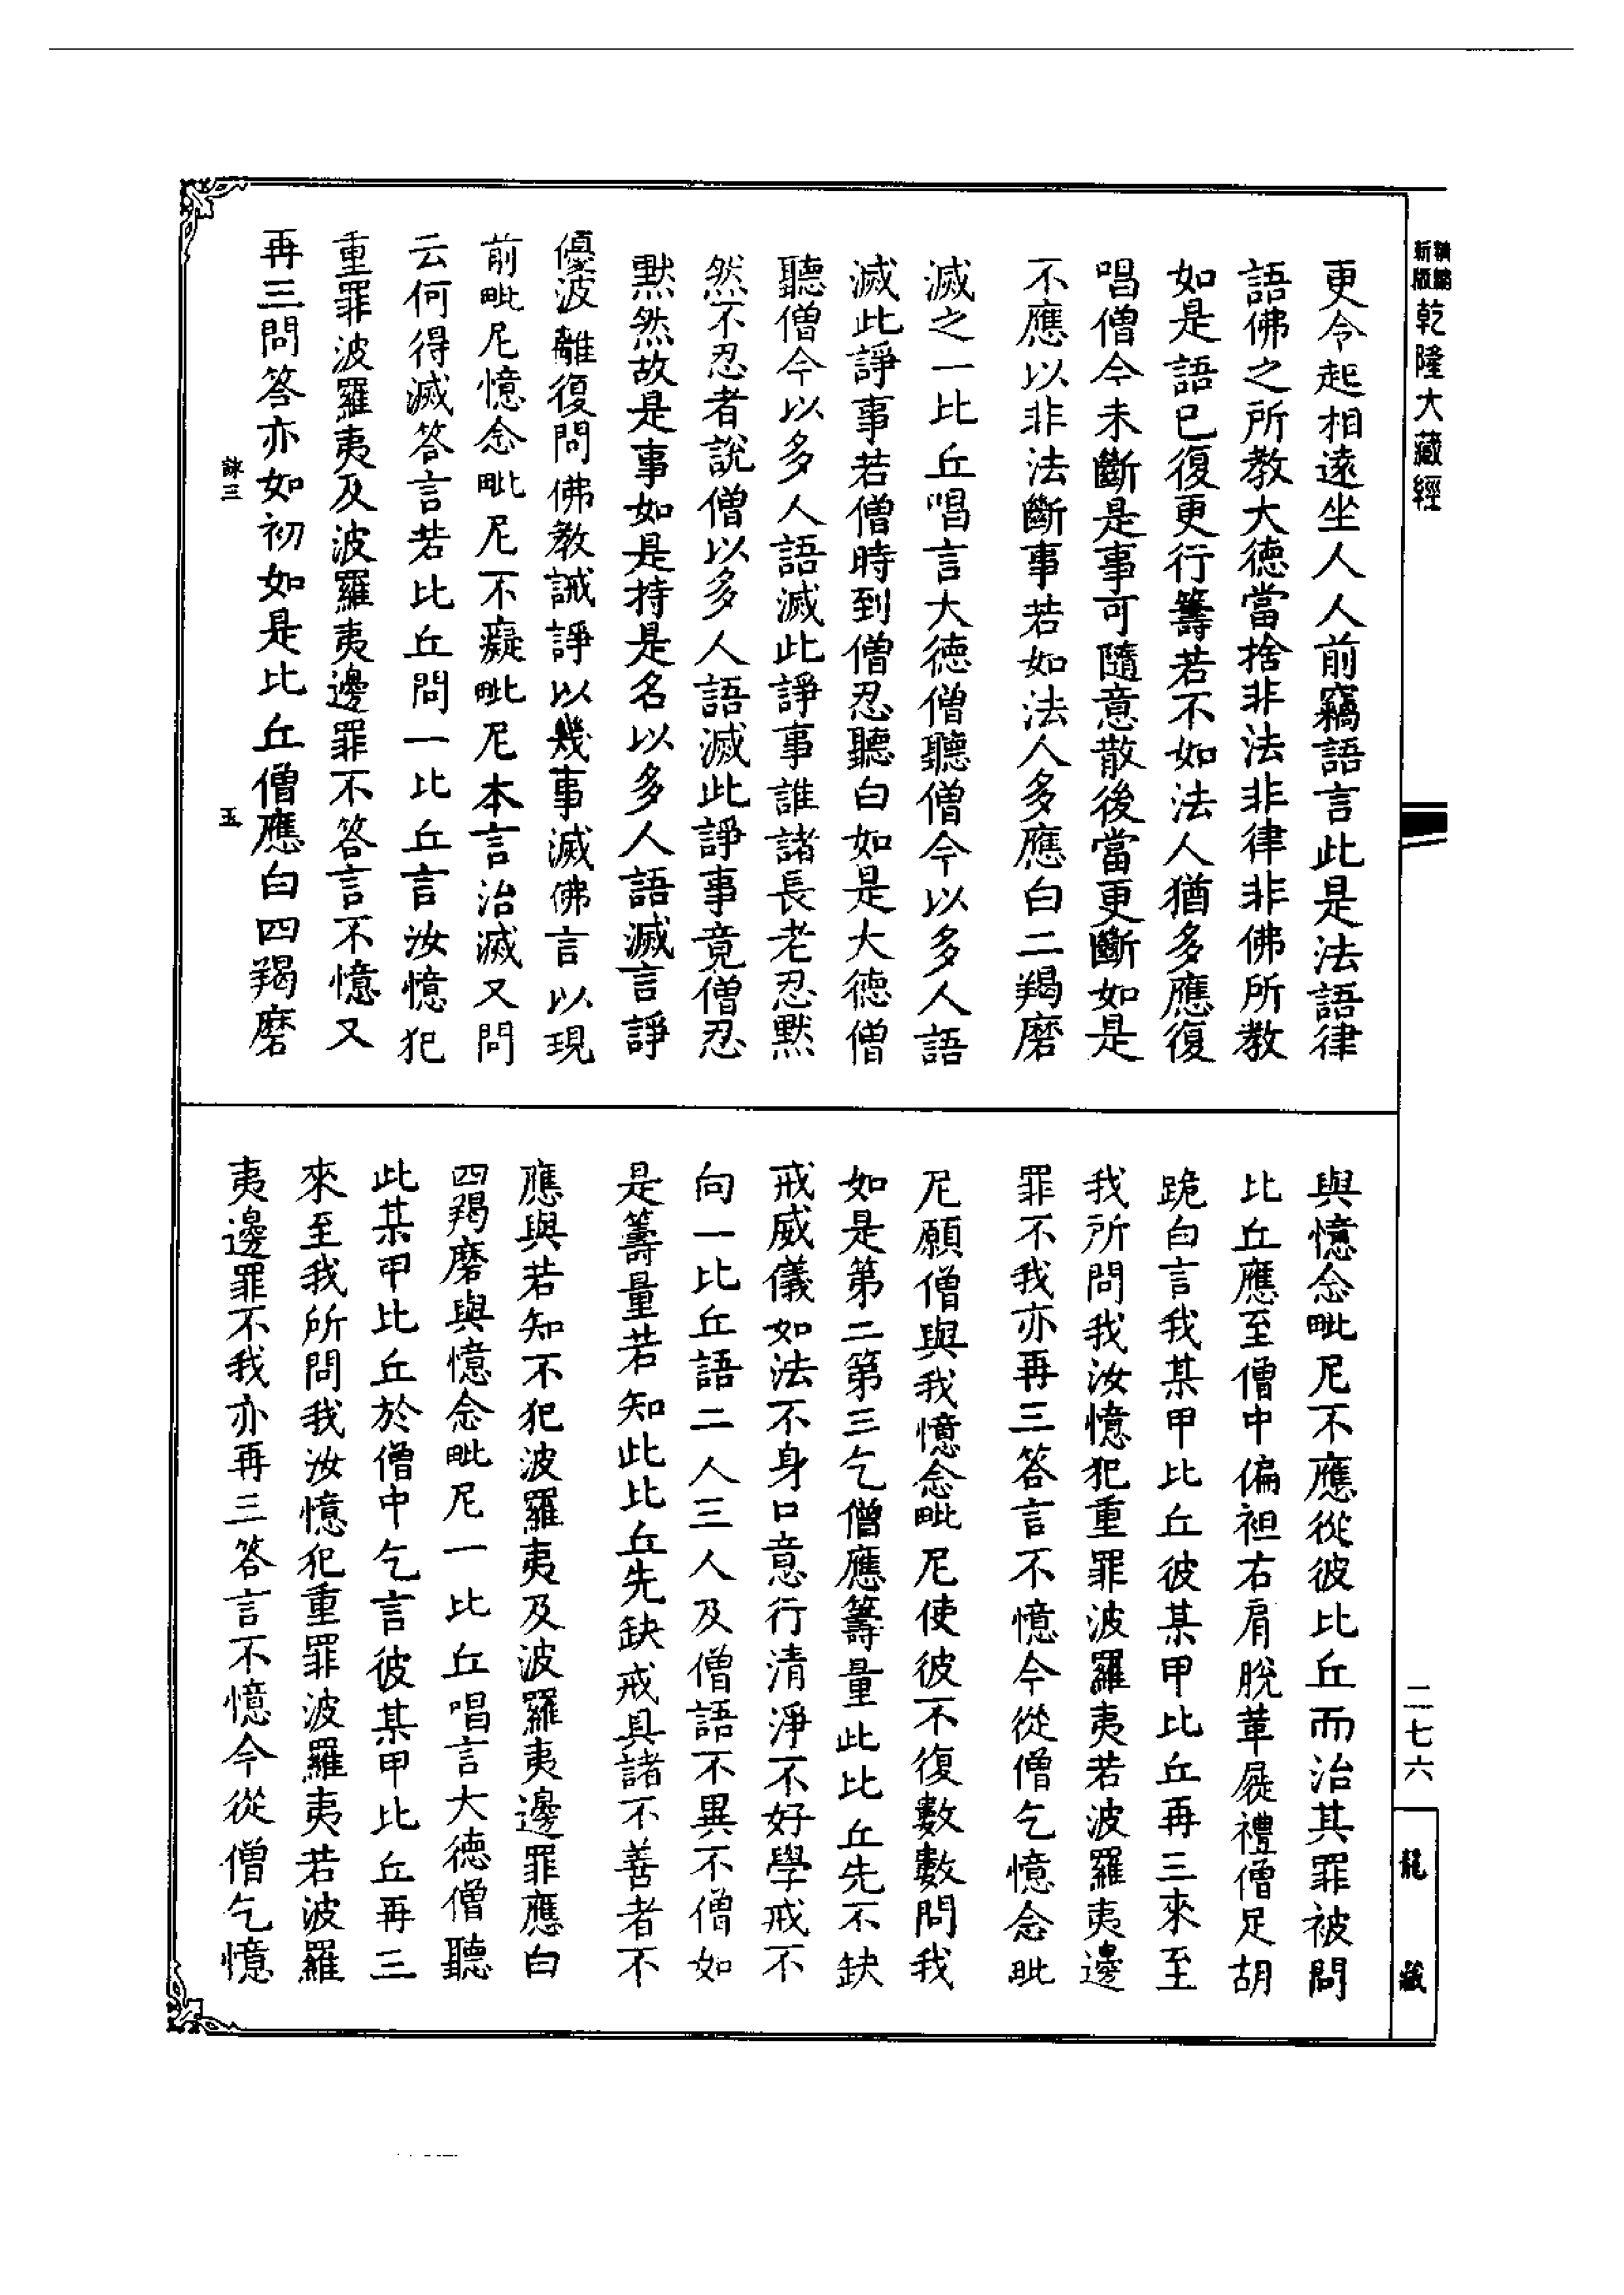 新版 精縮 乾隆大藏經
更令起相遠坐人人前竊語言此是法語律
語佛之所教大德當捨非法非律非佛所教
如是語已復更行籌若不如法人猶多應復
唱僧今未斷是事可隨意散後當更斷如是
不應以非法斷事若如法人多應白二羯磨
滅之一比丘唱言大德僧聽僧今以多人語
滅此諍事若僧時到僧忍聽白如是大德僧
聽僧今以多人語滅此諍事誰諸長老忍默
然不忍者說僧以多人語滅此諍事竟僧忍
默然故是事如是持是名以多人語滅言諍
優波離復問佛教誡諍以幾事滅佛言以現
前毗尼憶念毗尼不癡毗尼本言治滅又問
云何得滅答言若比丘問一比丘言汝憶犯
重罪波羅夷及波羅夷邊罪不答言不憶又
再三問答亦如初如是比丘僧應白四羯磨
詠三 五
與憶念毗尼不應從彼比丘而治其罪被問
比丘應至僧中偏袒右肩脫革屣禮僧足胡
跪白言我某甲比丘彼某甲比丘再三來至
我所問我汝憶犯重罪波羅夷若波羅夷邊
罪不我亦再三答言不憶今從僧乞憶念毗
尼願僧與我憶念毗尼使彼不復數數問我
如是第二第三乞僧應籌量此比丘先不缺
戒威儀如法不身口意行清淨不好學戒不
向一比丘語二人三人及僧語不異不僧如
是籌量若知此比丘先缺戒具諸不善者不
應與若知不犯波羅夷及波羅夷邊罪應白
四羯磨與憶念毗尼一比丘唱言大德僧聽
此某甲比丘於僧中乞言彼某甲比丘再三
來至我所問我汝憶犯重罪波羅夷若波羅
夷邊罪不我亦再三答言不憶今從僧乞憶
二七六
龍藏